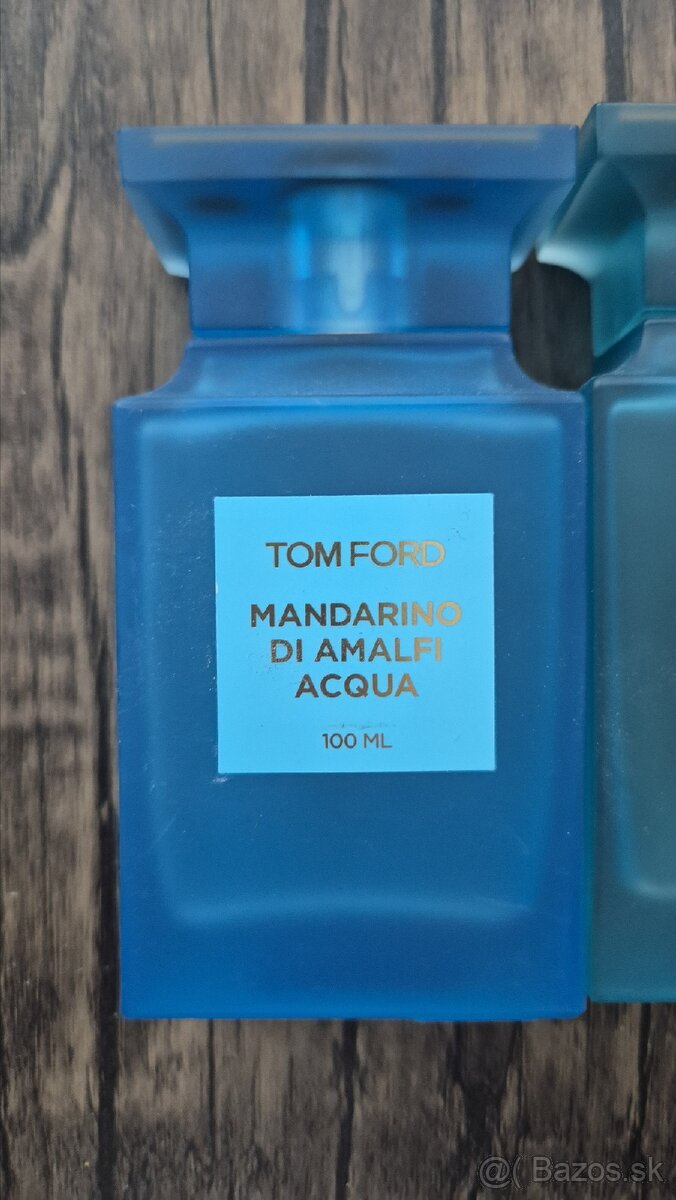 TOM FORD
MANDARINO
DI AMALFI
ACQUA
100 ML
@( Bazos.sk